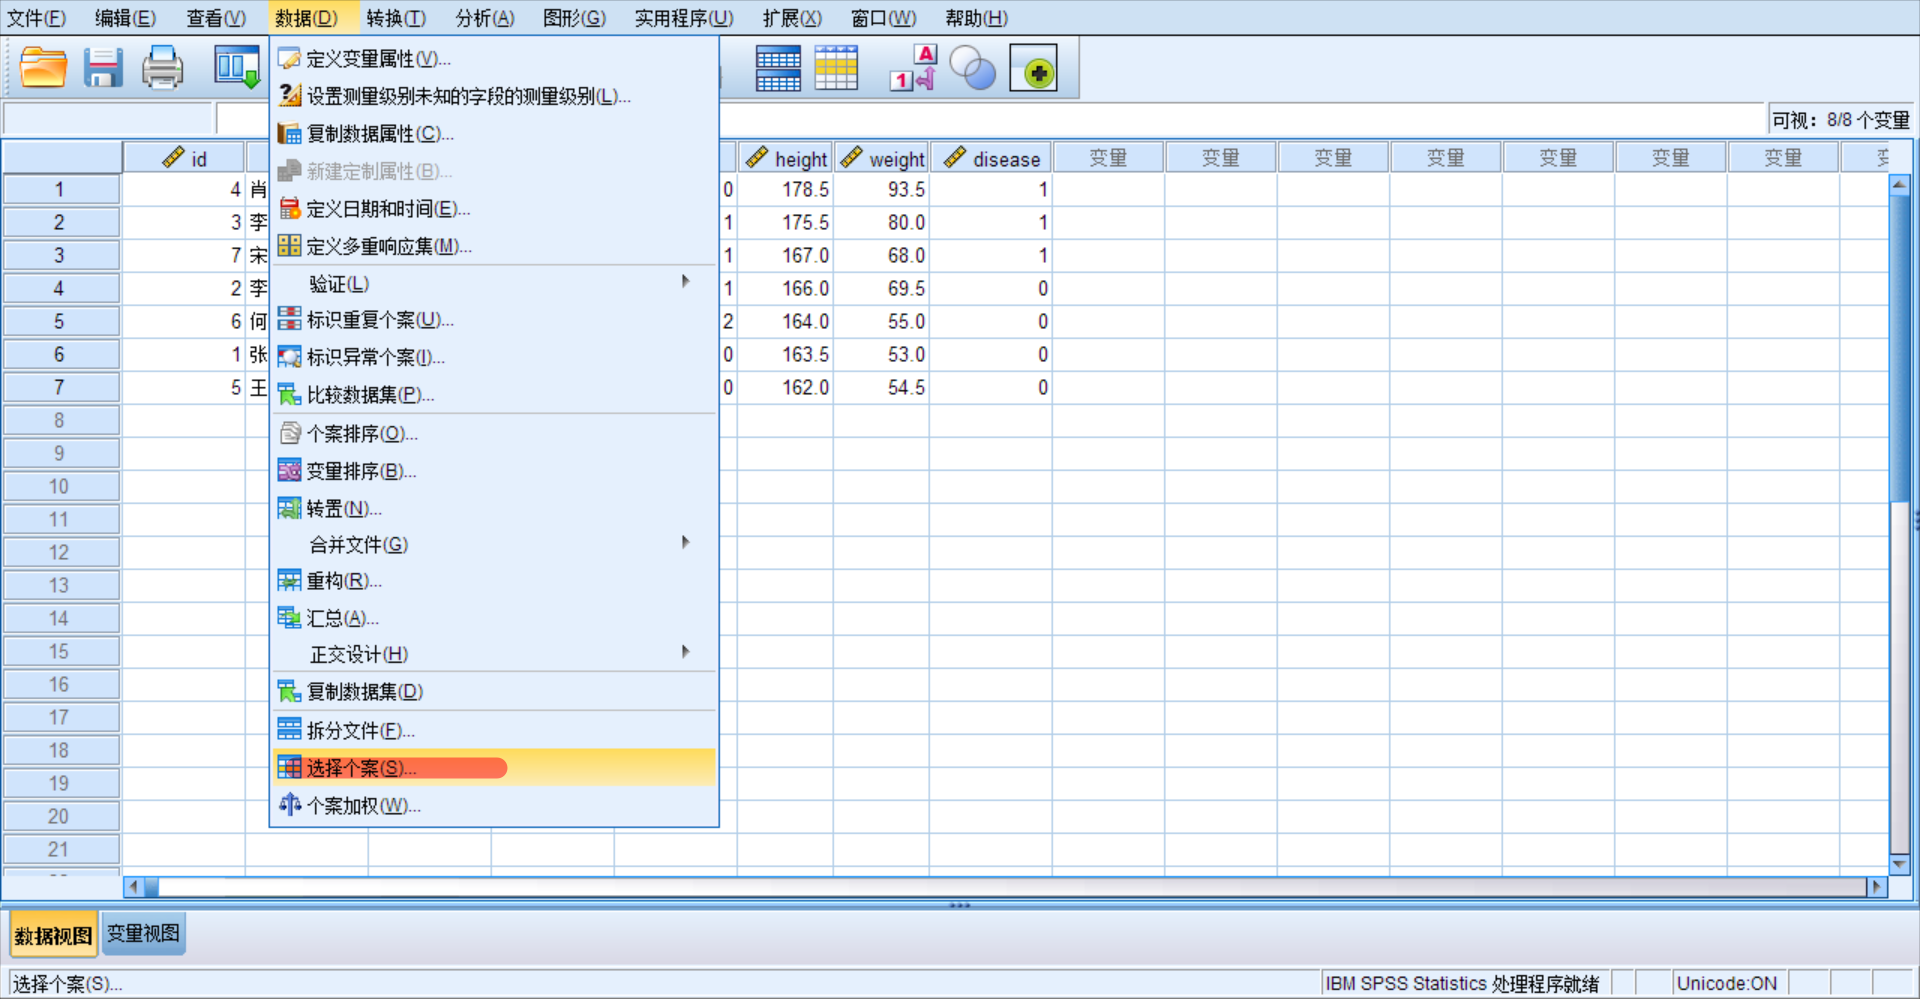 文件(F) 编辑(E) 查看(V) 数据(D) 转换(T) 分析(A) 图形(G) 实用程序(U) 扩展(X) 窗口(W) 帮助(H)
定义变量属性(V)...
设置测量级别未知的字段的测量级别(L)...
复制数据属性(C)...
新建定制属性(B)...
定义日期和时间(E)...
定义多重响应集(M)...
验证(L)
标识重复个案(U)...
标识异常个案(I)...
比较数据集(P)...
个案排序(O)...
变量排序(B)...
转置(N)...
合并文件(G)
重构(R)...
汇总(A)...
正交设计(H)
复制数据集(D)
拆分文件(F)...
选择个案(S)...
个案加权(W)...
A
1
可视: 8/8 个变量
id height weight disease 变量 变量 变量 变量 变量 变量 变量
1 4 肖 0 178.5 93.5 1
2 3 李 1 175.5 80.0 1
3 7 宋 1 167.0 68.0 1
4 2 李 1 166.0 69.5 0
5 6 何 2 164.0 55.0 0
6 1 张 0 163.5 53.0 0
7 5 王 0 162.0 54.5 0
8
9
10
11
12
13
14
15
16
17
18
19
20
21
数据视图 变量视图
选择个案(S)... IBM SPSS Statistics 处理程序就绪 Unicode:ON